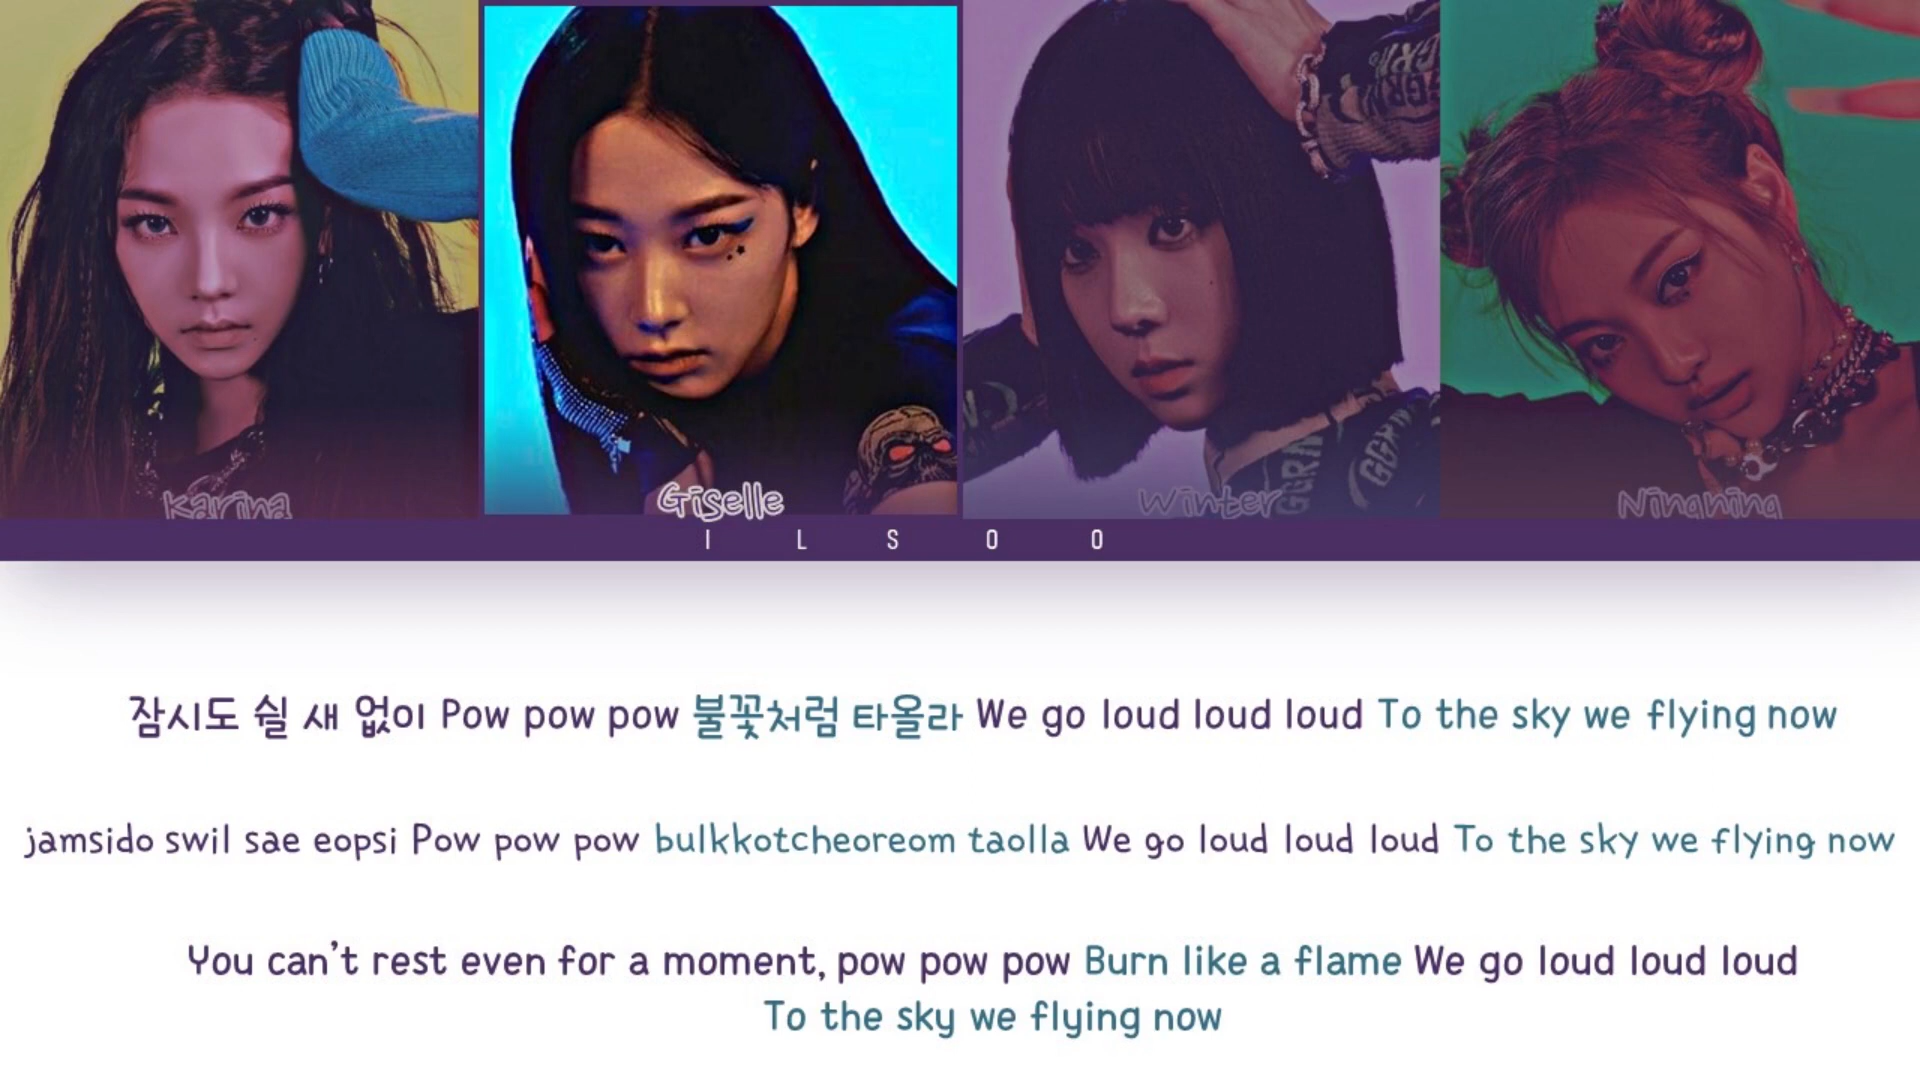 Karina
Giselle
Winter
Ningning
GGRN
GGRN
I L S O O
잠시도 쉴 새 없이 Pow pow pow 불꽃처럼 타올라 We go loud loud loud To the sky we flying now
jamsido swil sae eopsi Pow pow pow bulkkotcheoreom taolla We go loud loud loud To the sky we flying now
You can't rest even for a moment, pow pow pow Burn like a flame We go loud loud loud
To the sky we flying now